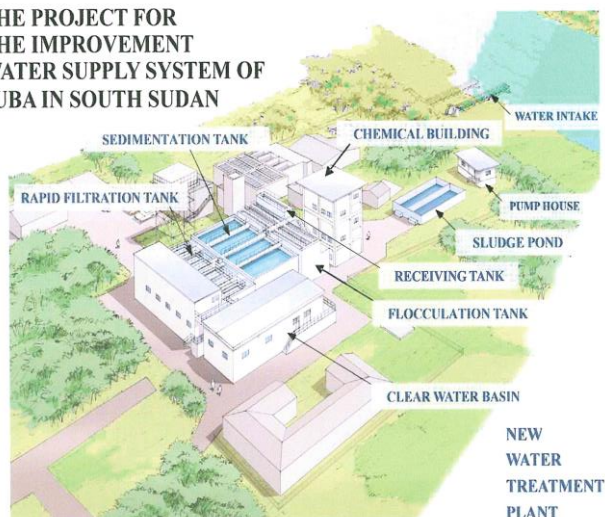 HE PROJECT FOR
HE IMPROVEMENT
ATER SUPPLY SYSTEM OF
UBA IN SOUTH SUDAN
WATER INTAKE
SEDIMENTATION TANK
CHEMICAL BUILDING
RAPID FILTRATION TANK
PUMP HOUSE
SLUDGE POND
RECEIVING TANK
FLOCCULATION TANK
CLEAR WATER BASIN
NEW
WATER
TREATMENT
PLANT